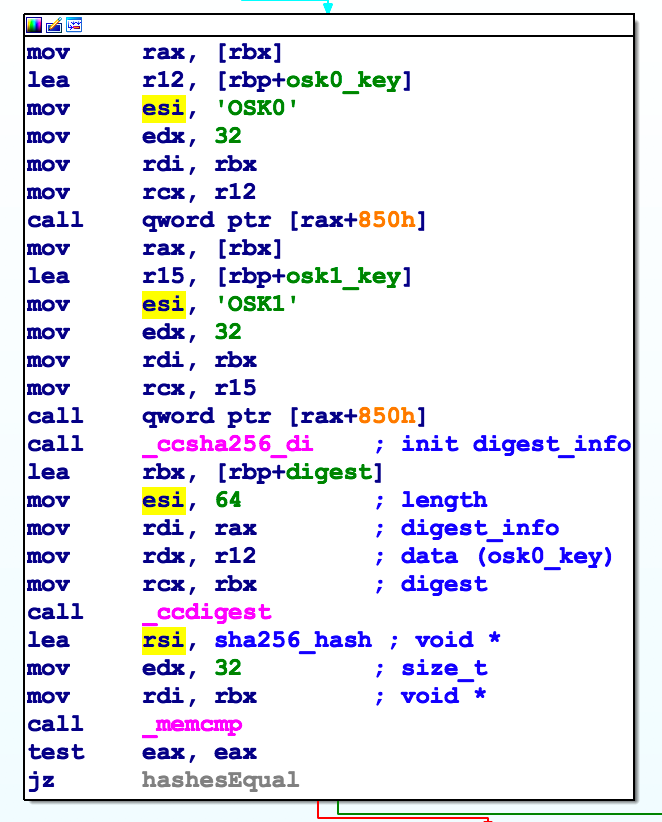 mov rax, [rbx]
lea r12, [rbp+osk0_key]
mov esi, 'OSK0'
mov edx, 32
mov rdi, rbx
mov rcx, r12
call qword ptr [rax+850h]
mov rax, [rbx]
lea r15, [rbp+osk1_key]
mov esi, 'OSK1'
mov edx, 32
mov rdi, rbx
mov rcx, r15
call qword ptr [rax+850h]
call _ccsha256_di ; init digest_info
lea rbx, [rbp+digest]
mov esi, 64 ; length
mov rdi, rax ; digest_info
mov rdx, r12 ; data (osk0_key)
mov rcx, rbx ; digest
call _ccdigest
lea rsi, sha256_hash ; void *
mov edx, 32 ; size_t
mov rdi, rbx ; void *
call _memcmp
test eax, eax
jz hashesEqual